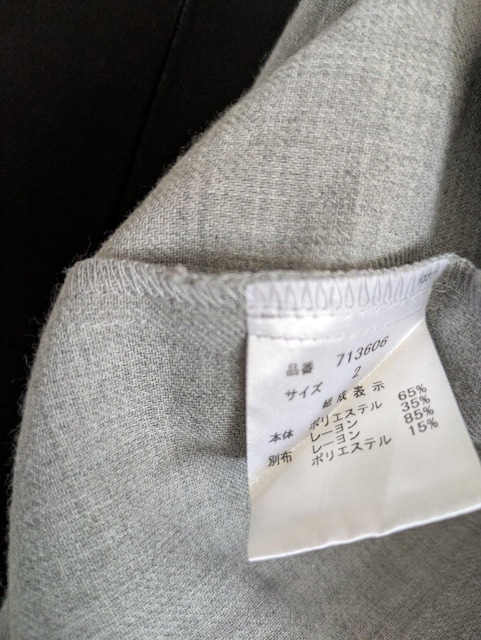 品番 713606
サイズ 2
組成表示
本体 ポリエステル 65%
レーヨン 35%
別布 レーヨン 85%
ポリエステル 15%